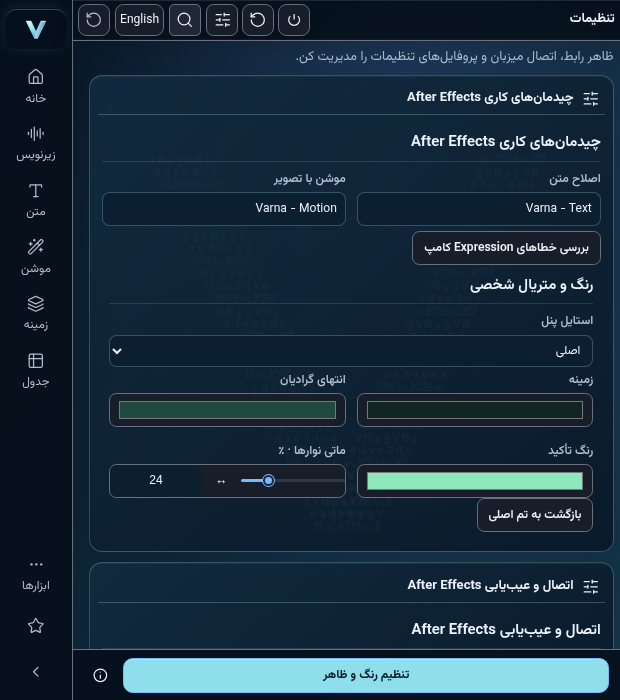 تنظیمات
English
ظاهر رابط، اتصال میزبان و پروفایل‌های تنظیمات را مدیریت کن.
خانه
زیرنویس
متن
موشن
زمینه
جدول
ابزارها
چیدمان‌های کاری After Effects
چیدمان‌های کاری After Effects
اصلاح متن
موشن با تصویر
Varna - Text
Varna - Motion
بررسی خطاهای Expression کامپ
رنگ و متریال شخصی
استایل پنل
اصلی
زمینه
انتهای گرادیان
رنگ تأکید
ماتی نوارها · ٪
24
بازگشت به تم اصلی
اتصال و عیب‌یابی After Effects
اتصال و عیب‌یابی After Effects
تنظیم رنگ و ظاهر